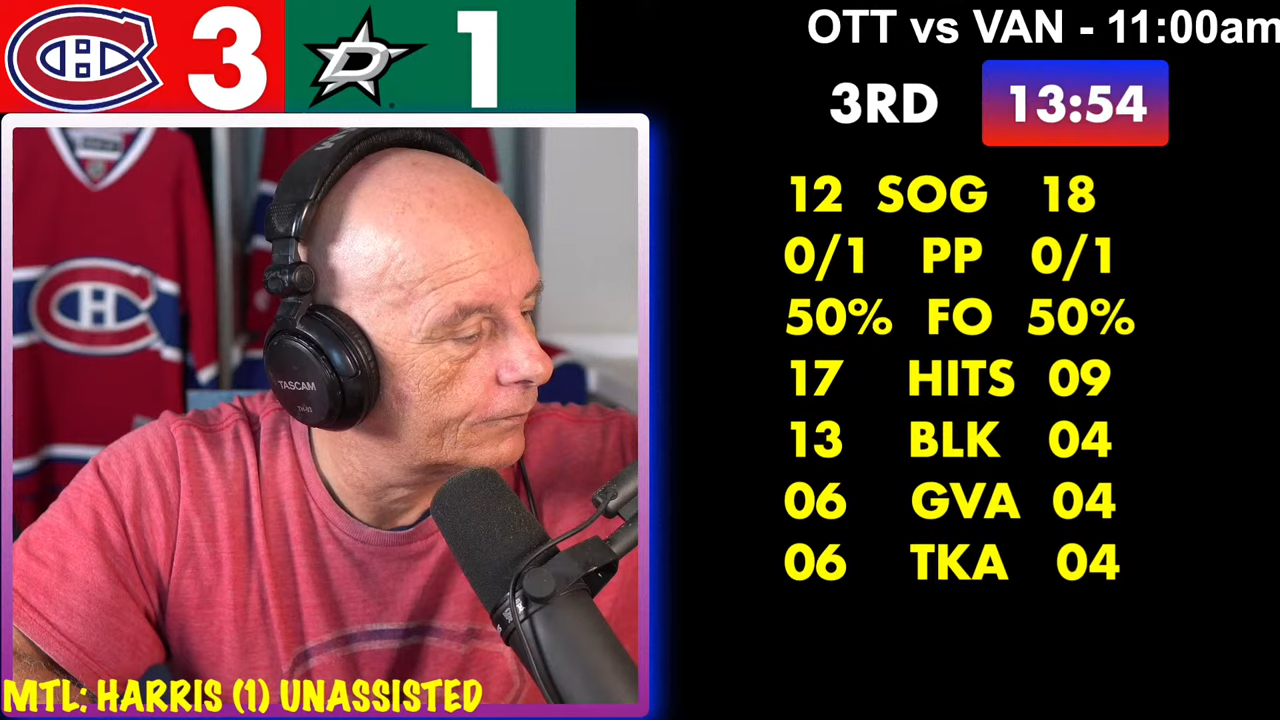 3
D
1
OTT vs VAN - 11:00am
3RD 13:54
12 SOG 18
0/1 PP 0/1
50% FO 50%
17 HITS 09
13 BLK 04
06 GVA 04
06 TKA 04
TASCAM
MTL: HARRIS (1) UNASSISTED